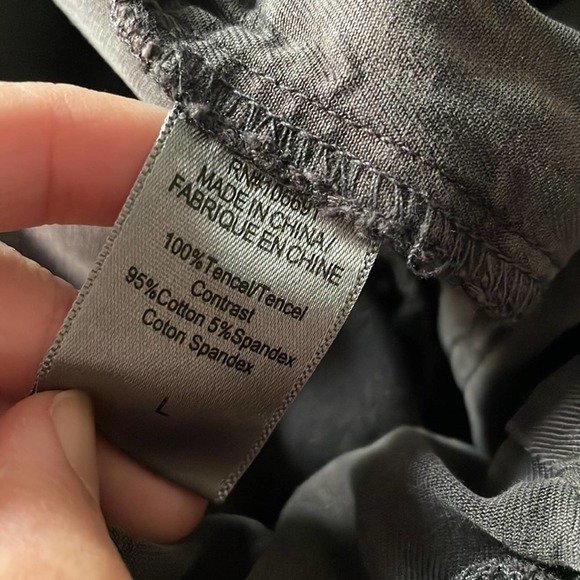 MADE IN CHINA/
FABRIQUE EN CHINE
100%Tencel/Tencel
Contrast
95%Cotton 5%Spandex
Coton Spandex
L